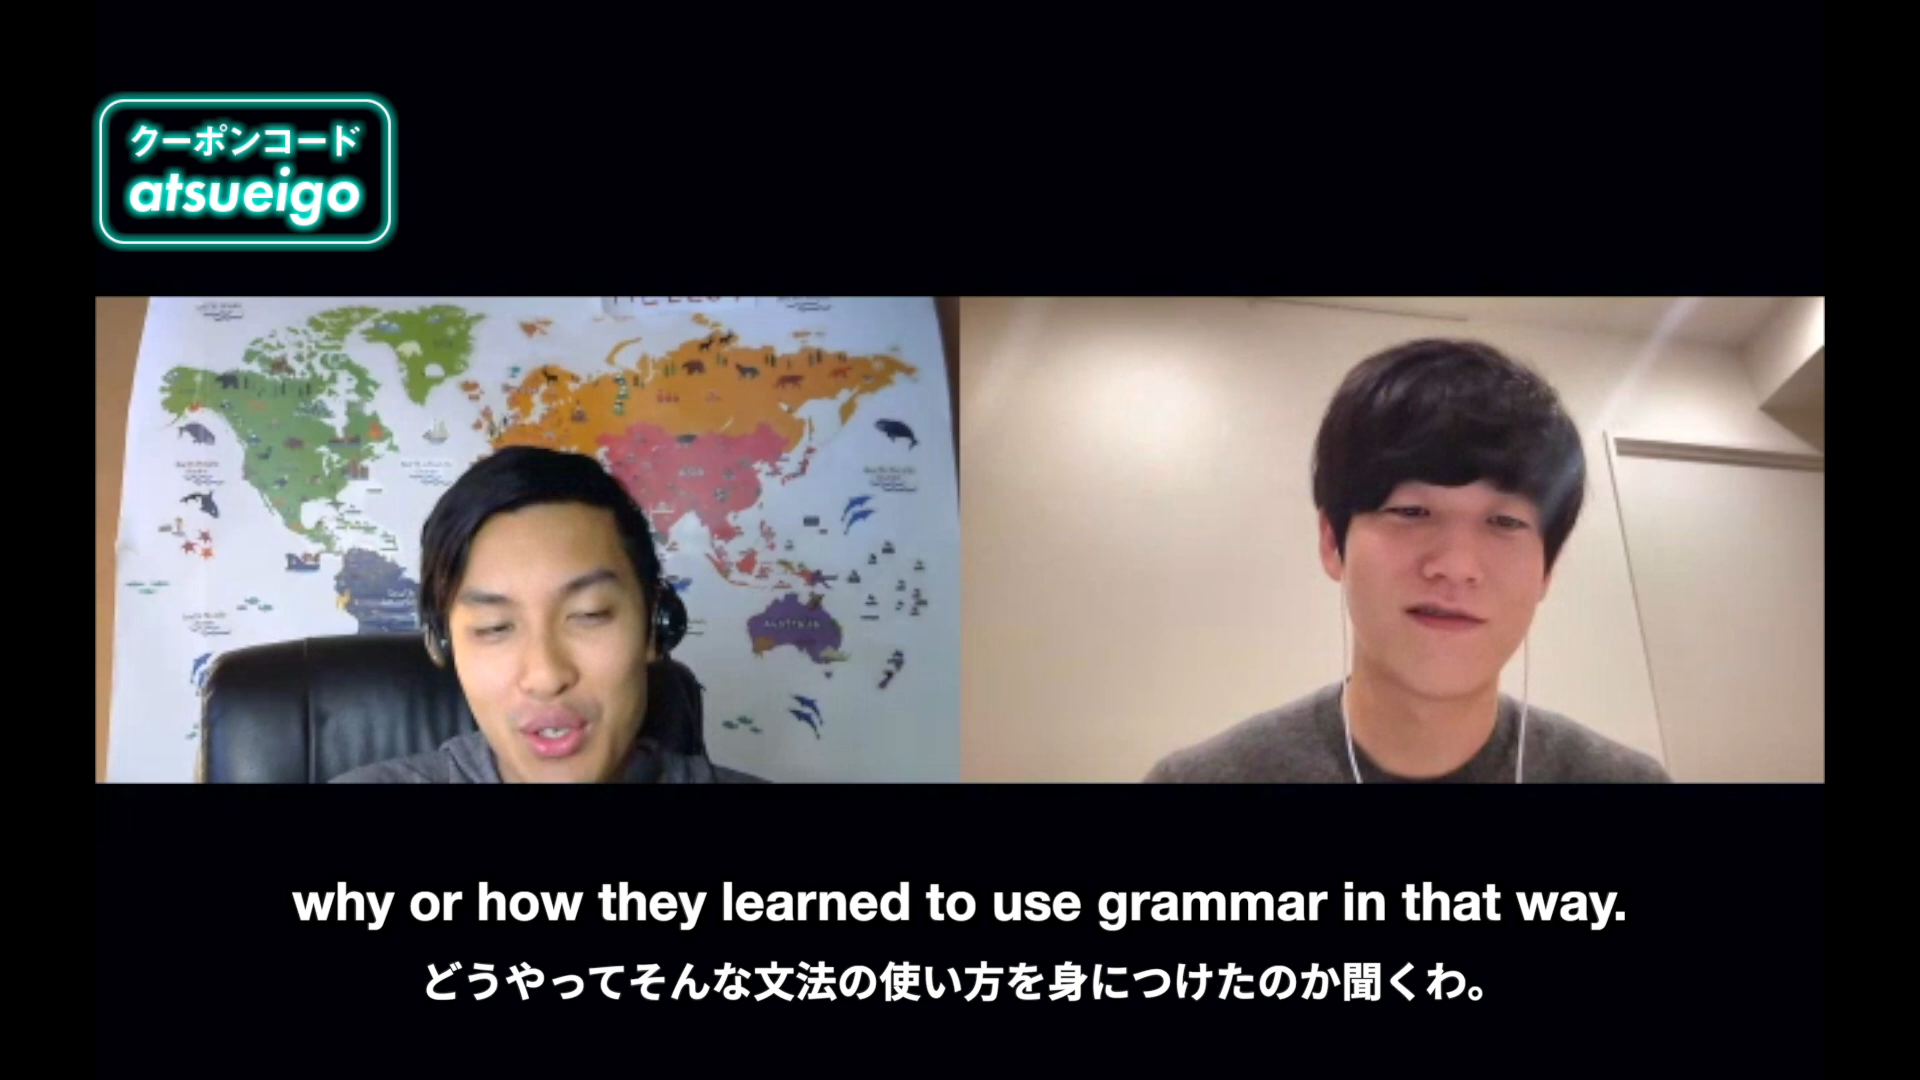 クーポンコード
atsueigo
ASIA
AUSTRALIA
why or how they learned to use grammar in that way.
どうやってそんな文法の使い方を身につけたのか聞くわ。